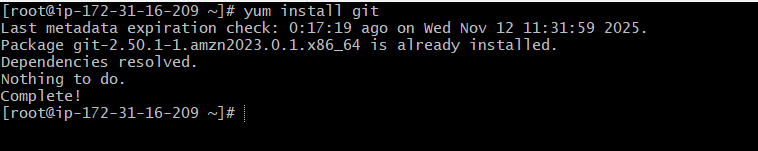 [root@ip-172-31-16-209 ~]# yum install git
Last metadata expiration check: 0:17:19 ago on Wed Nov 12 11:31:59 2025.
Package git-2.50.1-1.amzn2023.0.1.x86_64 is already installed.
Dependencies resolved.
Nothing to do.
Complete!
[root@ip-172-31-16-209 ~]#